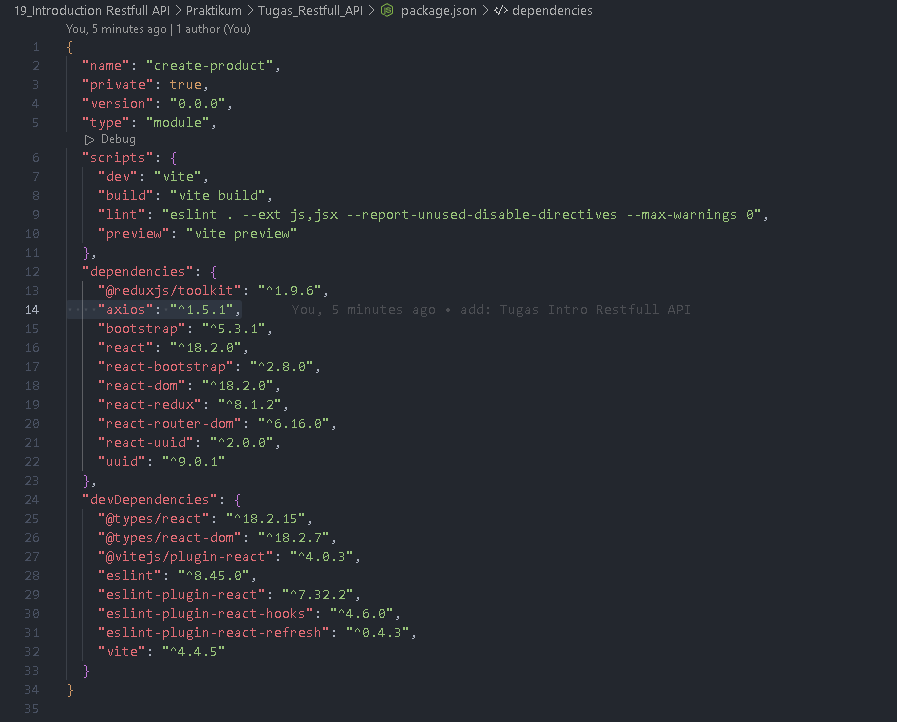 19_Introduction Restfull API > Praktikum > Tugas_Restfull_API > package.json > dependencies
You, 5 minutes ago | 1 author (You)
1 {
2 "name": "create-product",
3 "private": true,
4 "version": "0.0.0",
5 "type": "module",
Debug
6 "scripts": {
7 "dev": "vite",
8 "build": "vite build",
9 "lint": "eslint . --ext js,jsx --report-unused-disable-directives --max-warnings 0",
10 "preview": "vite preview"
11 },
12 "dependencies": {
13 "@reduxjs/toolkit": "^1.9.6",
14 "axios": "^1.5.1", You, 5 minutes ago • add: Tugas Intro Restfull API
15 "bootstrap": "^5.3.1",
16 "react": "^18.2.0",
17 "react-bootstrap": "^2.8.0",
18 "react-dom": "^18.2.0",
19 "react-redux": "^8.1.2",
20 "react-router-dom": "^6.16.0",
21 "react-uuid": "^2.0.0",
22 "uuid": "^9.0.1"
23 },
24 "devDependencies": {
25 "@types/react": "^18.2.15",
26 "@types/react-dom": "^18.2.7",
27 "@vitejs/plugin-react": "^4.0.3",
28 "eslint": "^8.45.0",
29 "eslint-plugin-react": "^7.32.2",
30 "eslint-plugin-react-hooks": "^4.6.0",
31 "eslint-plugin-react-refresh": "^0.4.3",
32 "vite": "^4.4.5"
33 }
34 }
35